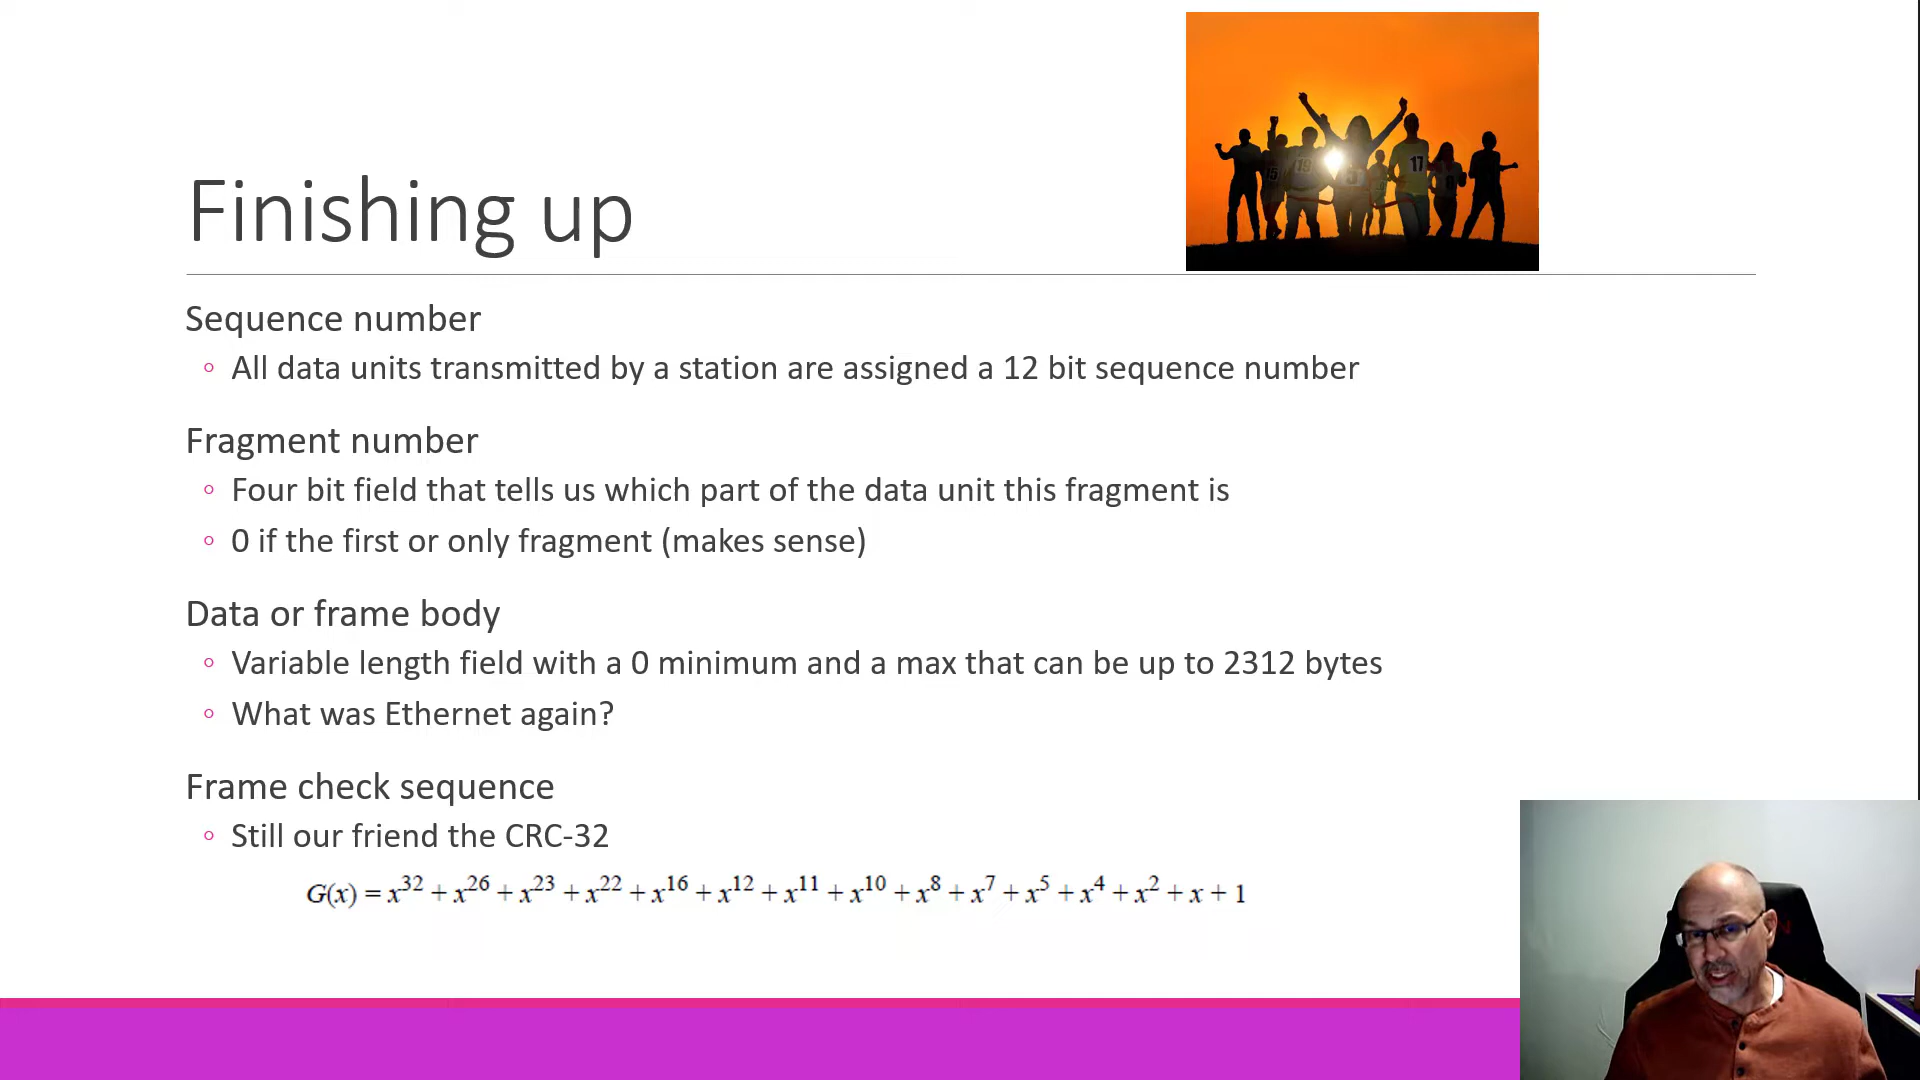 Finishing up
Sequence number
◦ All data units transmitted by a station are assigned a 12 bit sequence number
Fragment number
◦ Four bit field that tells us which part of the data unit this fragment is
◦ 0 if the first or only fragment (makes sense)
Data or frame body
◦ Variable length field with a 0 minimum and a max that can be up to 2312 bytes
◦ What was Ethernet again?
Frame check sequence
◦ Still our friend the CRC-32
G(x) = x³² + x²⁶ + x²³ + x²² + x¹⁶ + x¹² + x¹¹ + x¹⁰ + x⁸ + x⁷ + x⁵ + x⁴ + x² + x + 1
15
19
17